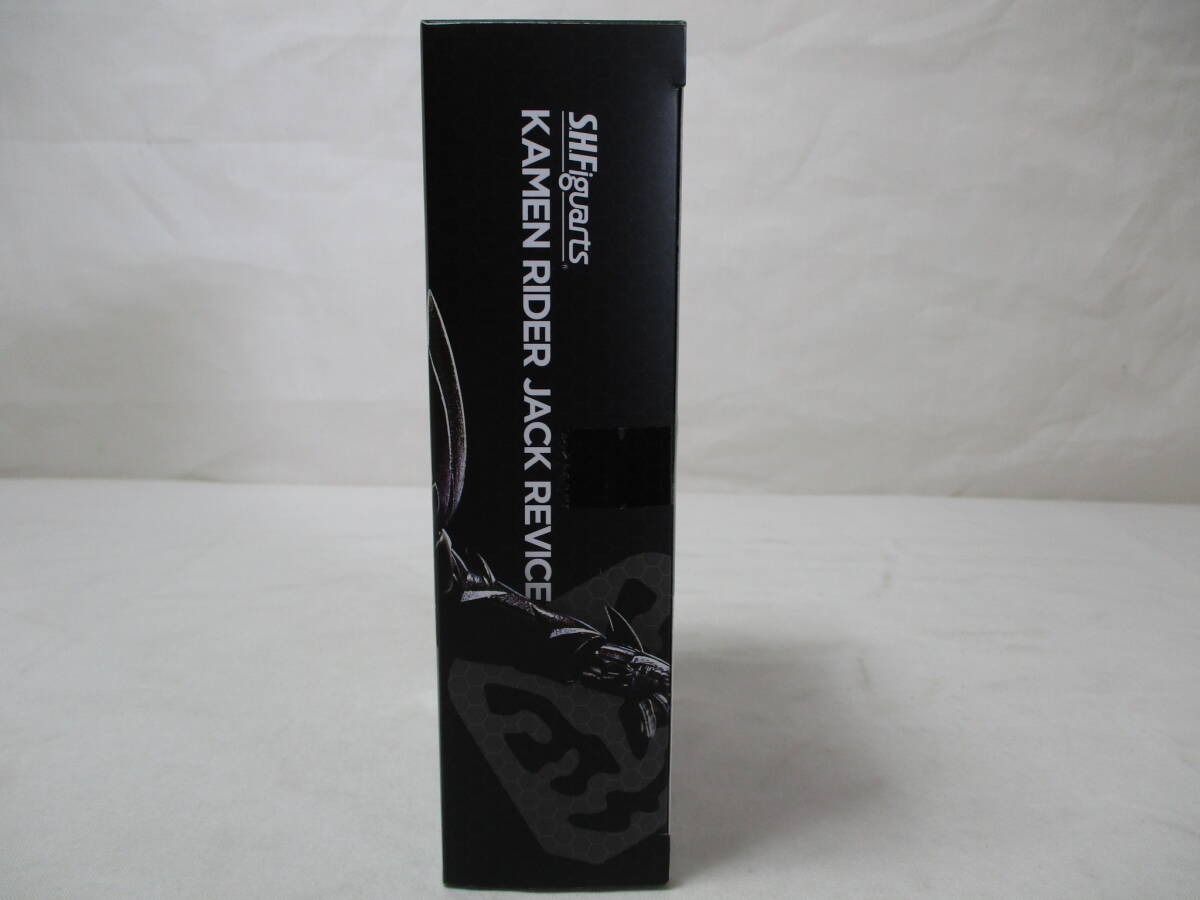 S.H.Figuarts
KAMEN RIDER JACK REVICE